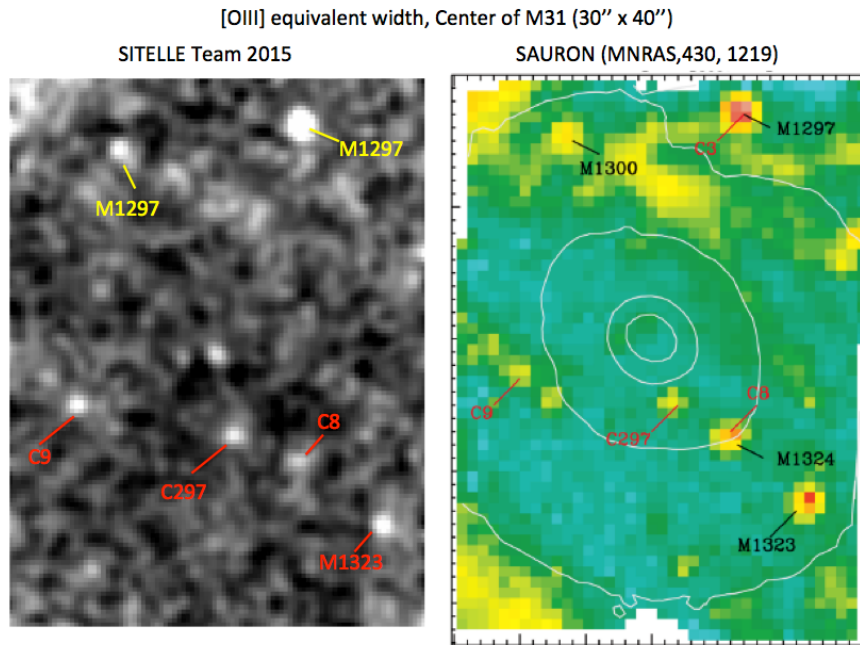 [OIII] equivalent width, Center of M31 (30’’ x 40’’)
SITELLE Team 2015
SAURON (MNRAS,430, 1219)
M1297
M1297
C9
C297
C8
M1323
M1297
C3
M1300
C9
C8
C297
M1324
M1323